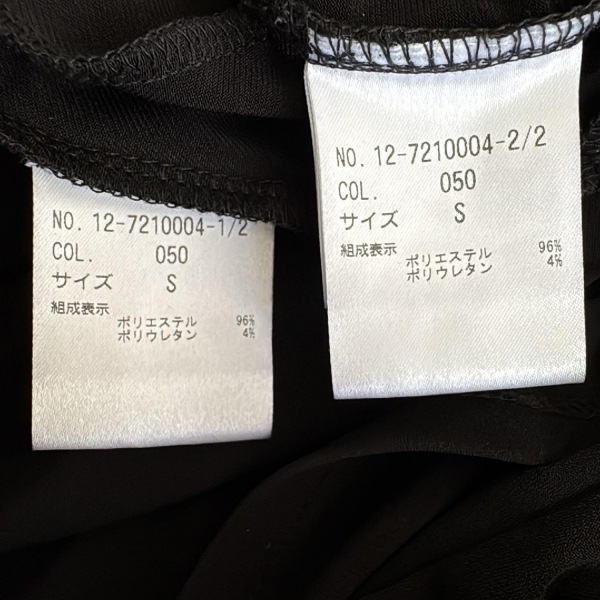 NO. 12-7210004-1/2
COL. 050
サイズ S
組成表示
ポリエステル 96%
ポリウレタン 4%
NO. 12-7210004-2/2
COL. 050
サイズ S
組成表示
ポリエステル 96%
ポリウレタン 4%